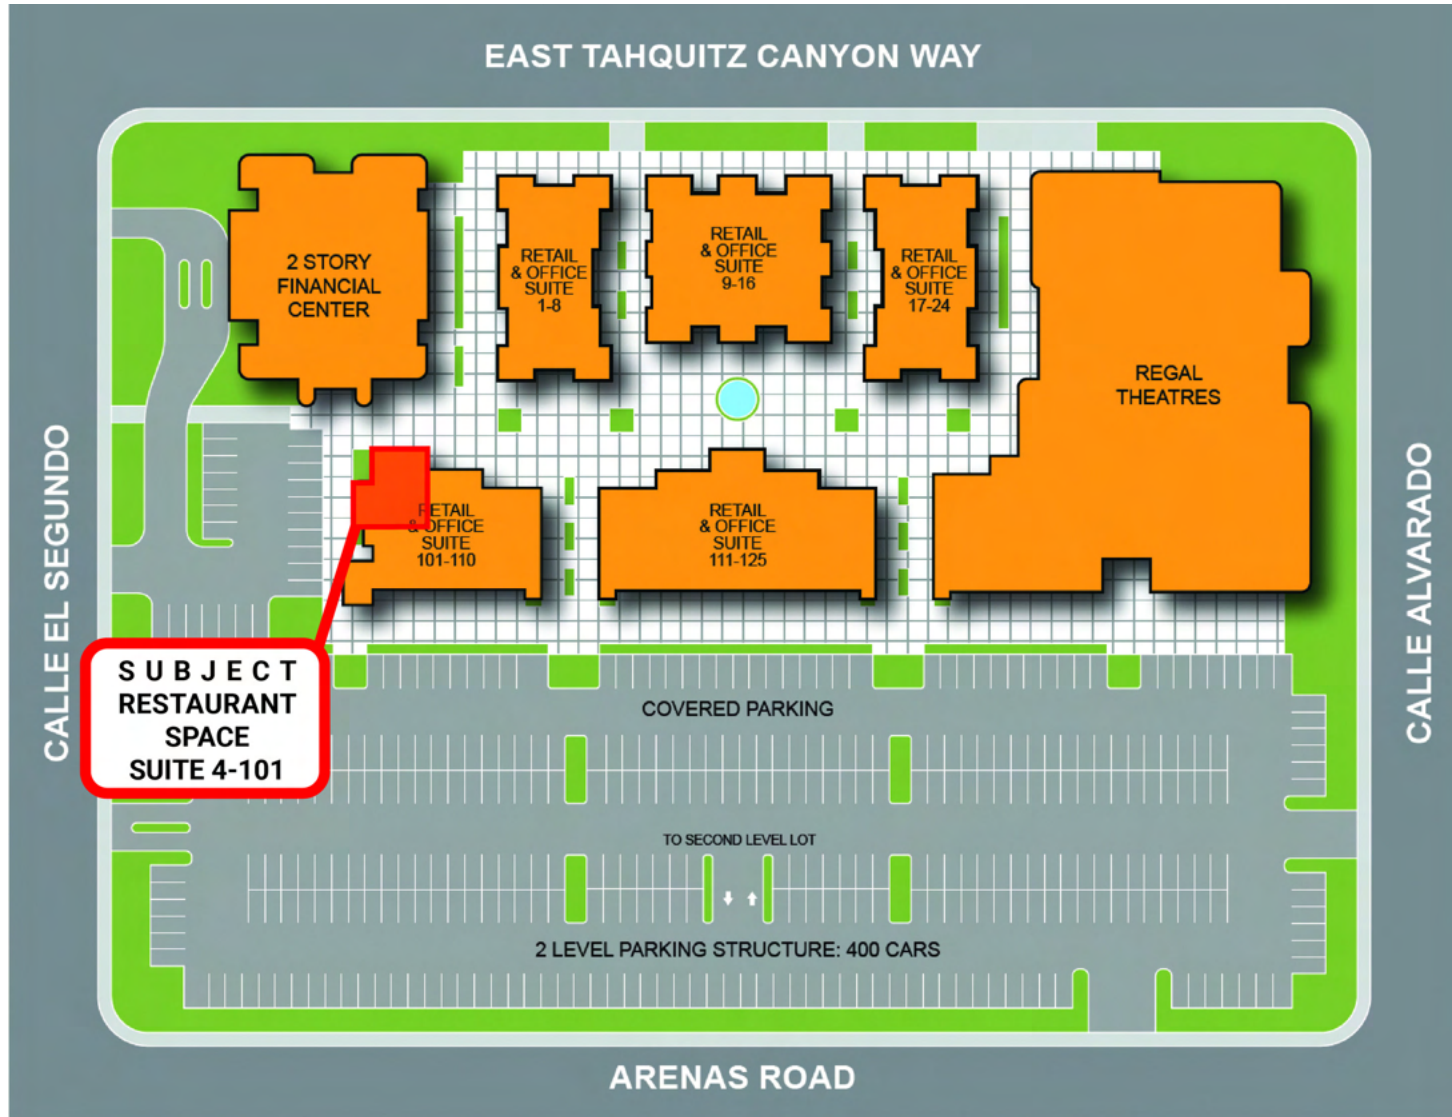 EAST TAHQUITZ CANYON WAY
2 STORY
FINANCIAL
CENTER
RETAIL
& OFFICE
SUITE
1-8
RETAIL
& OFFICE
SUITE
9-16
RETAIL
& OFFICE
SUITE
17-24
REGAL
THEATRES
CALLE EL SEGUNDO
CALLE ALVARADO
RETAIL
& OFFICE
SUITE
101-110
RETAIL
& OFFICE
SUITE
111-125
SUBJECT
RESTAURANT
SPACE
SUITE 4-101
COVERED PARKING
TO SECOND LEVEL LOT
2 LEVEL PARKING STRUCTURE: 400 CARS
ARENAS ROAD